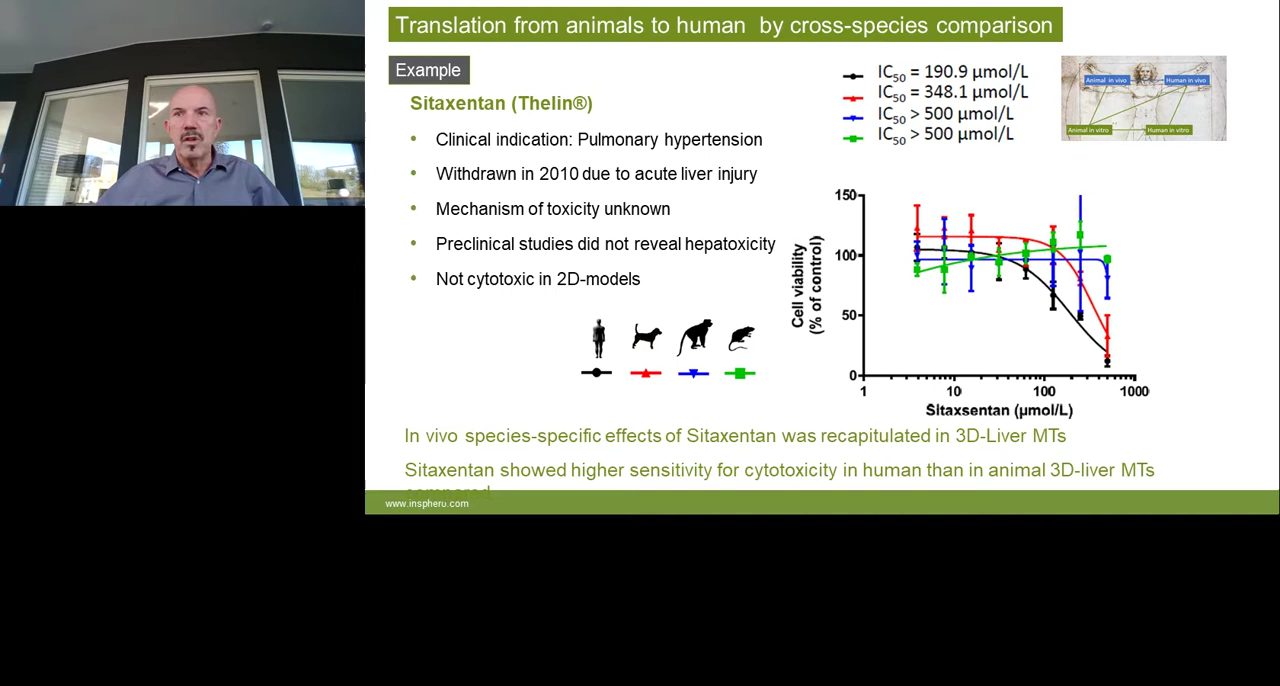 Translation from animals to human by cross-species comparison
Example
Sitaxentan (Thelin®)
• Clinical indication: Pulmonary hypertension
• Withdrawn in 2010 due to acute liver injury
• Mechanism of toxicity unknown
• Preclinical studies did not reveal hepatoxicity
• Not cytotoxic in 2D-models
IC50 = 190.9 µmol/L
IC50 = 348.1 µmol/L
IC50 > 500 µmol/L
IC50 > 500 µmol/L
Animal in vivo
Human in vivo
Animal in vitro
Human in vitro
Cell viability
(% of control)
150
100
50
0
1 10 100 1000
Sitaxsentan (µmol/L)
In vivo species-specific effects of Sitaxentan was recapitulated in 3D-Liver MTs
Sitaxentan showed higher sensitivity for cytotoxicity in human than in animal 3D-liver MTs
compared
www.inspheru.com